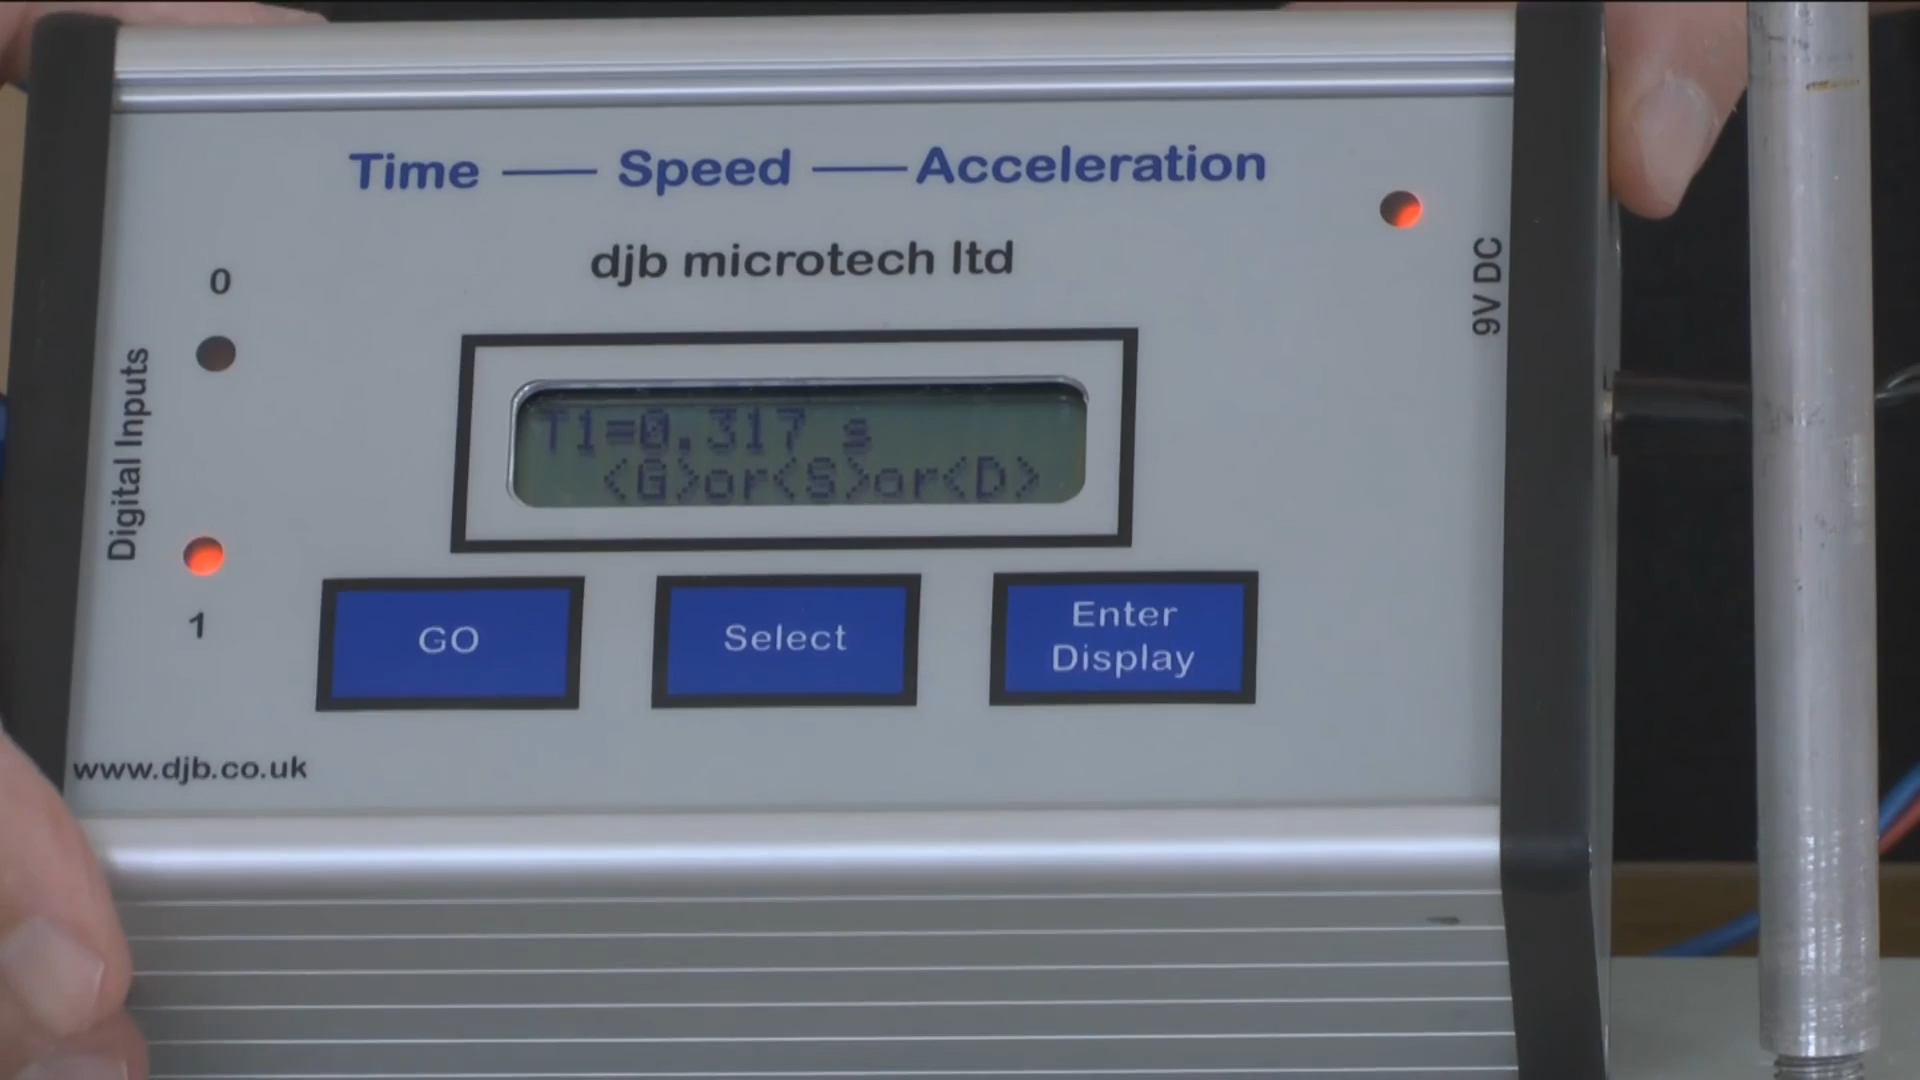 Time — Speed — Acceleration
djb microtech ltd
9V DC
0
Digital Inputs
1
T1=0.317 s
<G>or<S>or<D>
GO
Select
Enter
Display
www.djb.co.uk